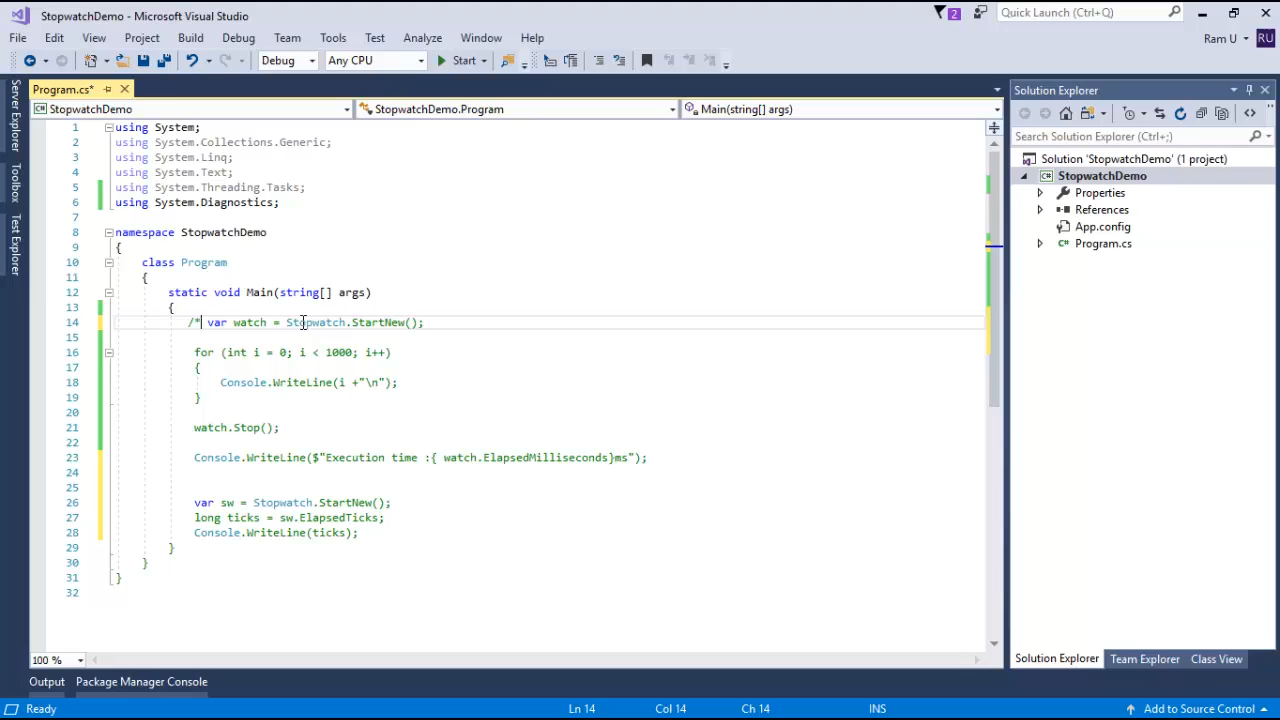 StopwatchDemo - Microsoft Visual Studio
2
Quick Launch (Ctrl+Q)
File Edit View Project Build Debug Team Tools Test Analyze Window Help
Ram U RU
Debug Any CPU Start
Program.cs*
StopwatchDemo StopwatchDemo.Program Main(string[] args)
Server Explorer
Toolbox
Test Explorer
1 using System;
2 using System.Collections.Generic;
3 using System.Linq;
4 using System.Text;
5 using System.Threading.Tasks;
6 using System.Diagnostics;
7
8 namespace StopwatchDemo
9 {
10 class Program
11 {
12 static void Main(string[] args)
13 {
14 /* var watch = Stopwatch.StartNew();
15
16 for (int i = 0; i < 1000; i++)
17 {
18 Console.WriteLine(i +"\n");
19 }
20
21 watch.Stop();
22
23 Console.WriteLine($"Execution time :{ watch.ElapsedMilliseconds}ms");
24
25
26 var sw = Stopwatch.StartNew();
27 long ticks = sw.ElapsedTicks;
28 Console.WriteLine(ticks);
29 }
30 }
31 }
32
100 %
Solution Explorer
Search Solution Explorer (Ctrl+;)
Solution 'StopwatchDemo' (1 project)
StopwatchDemo
Properties
References
App.config
Program.cs
Solution Explorer Team Explorer Class View
Output Package Manager Console
Ready Ln 14 Col 14 Ch 14 INS Add to Source Control